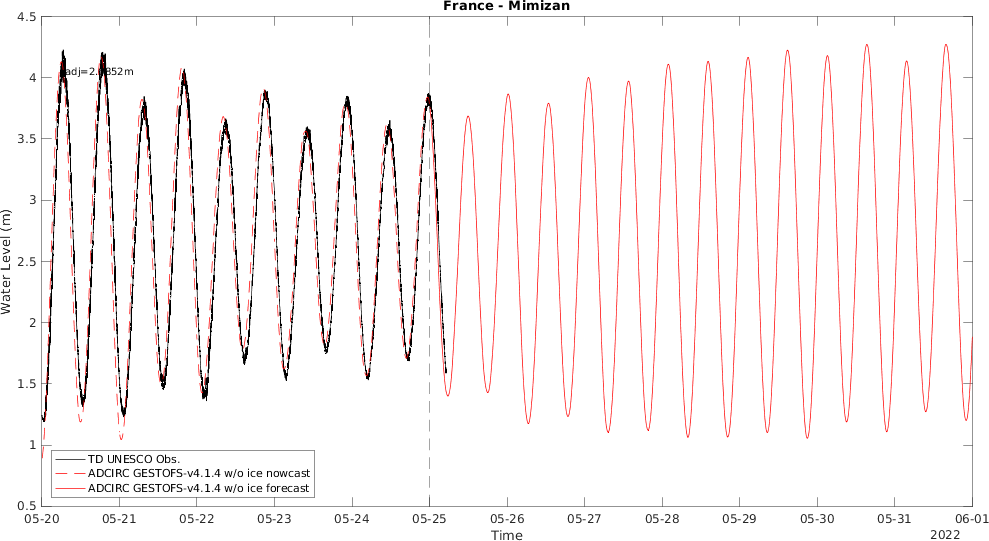 France - Mimizan
4.5
4
3.5
3
2.5
2
1.5
1
0.5
Water Level (m)
TD UNESCO Obs.
ADCIRC GESTOFS-v4.1.4 w/o ice nowcast
ADCIRC GESTOFS-v4.1.4 w/o ice forecast
05-20 05-21 05-22 05-23 05-24 05-25 05-26 05-27 05-28 05-29 05-30 05-31 06-01
Time
2022